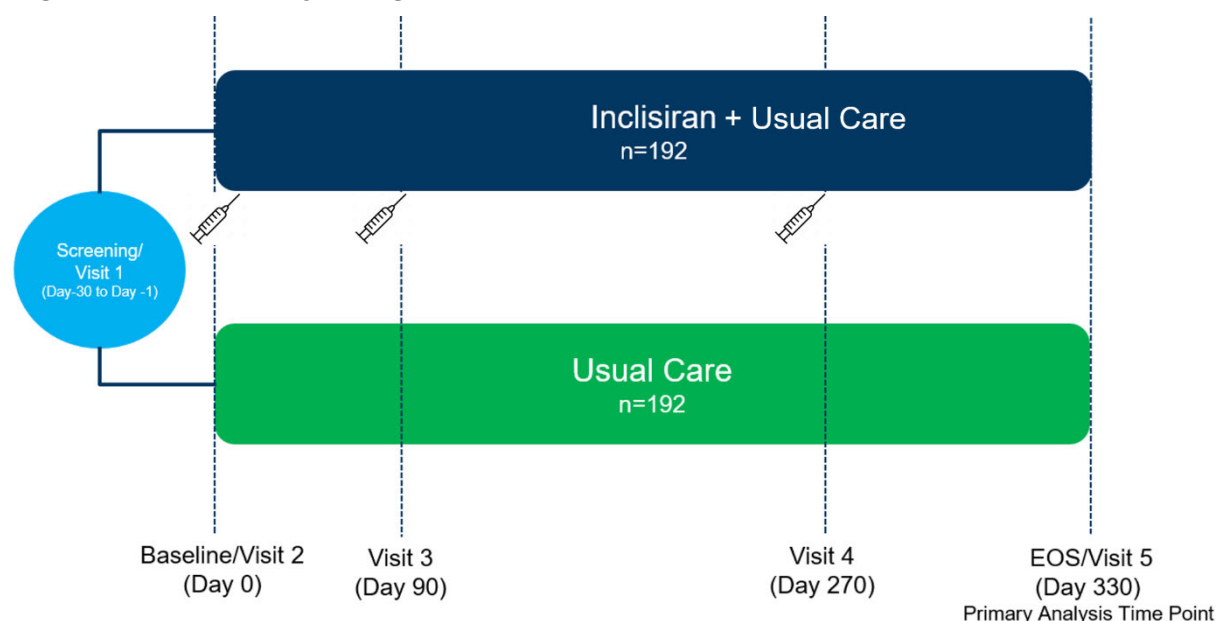 Inclisiran + Usual Care
n=192
Screening/
Visit 1
(Day-30 to Day -1)
Usual Care
n=192
Baseline/Visit 2
(Day 0)
Visit 3
(Day 90)
Visit 4
(Day 270)
EOS/Visit 5
(Day 330)
Primary Analysis Time Point